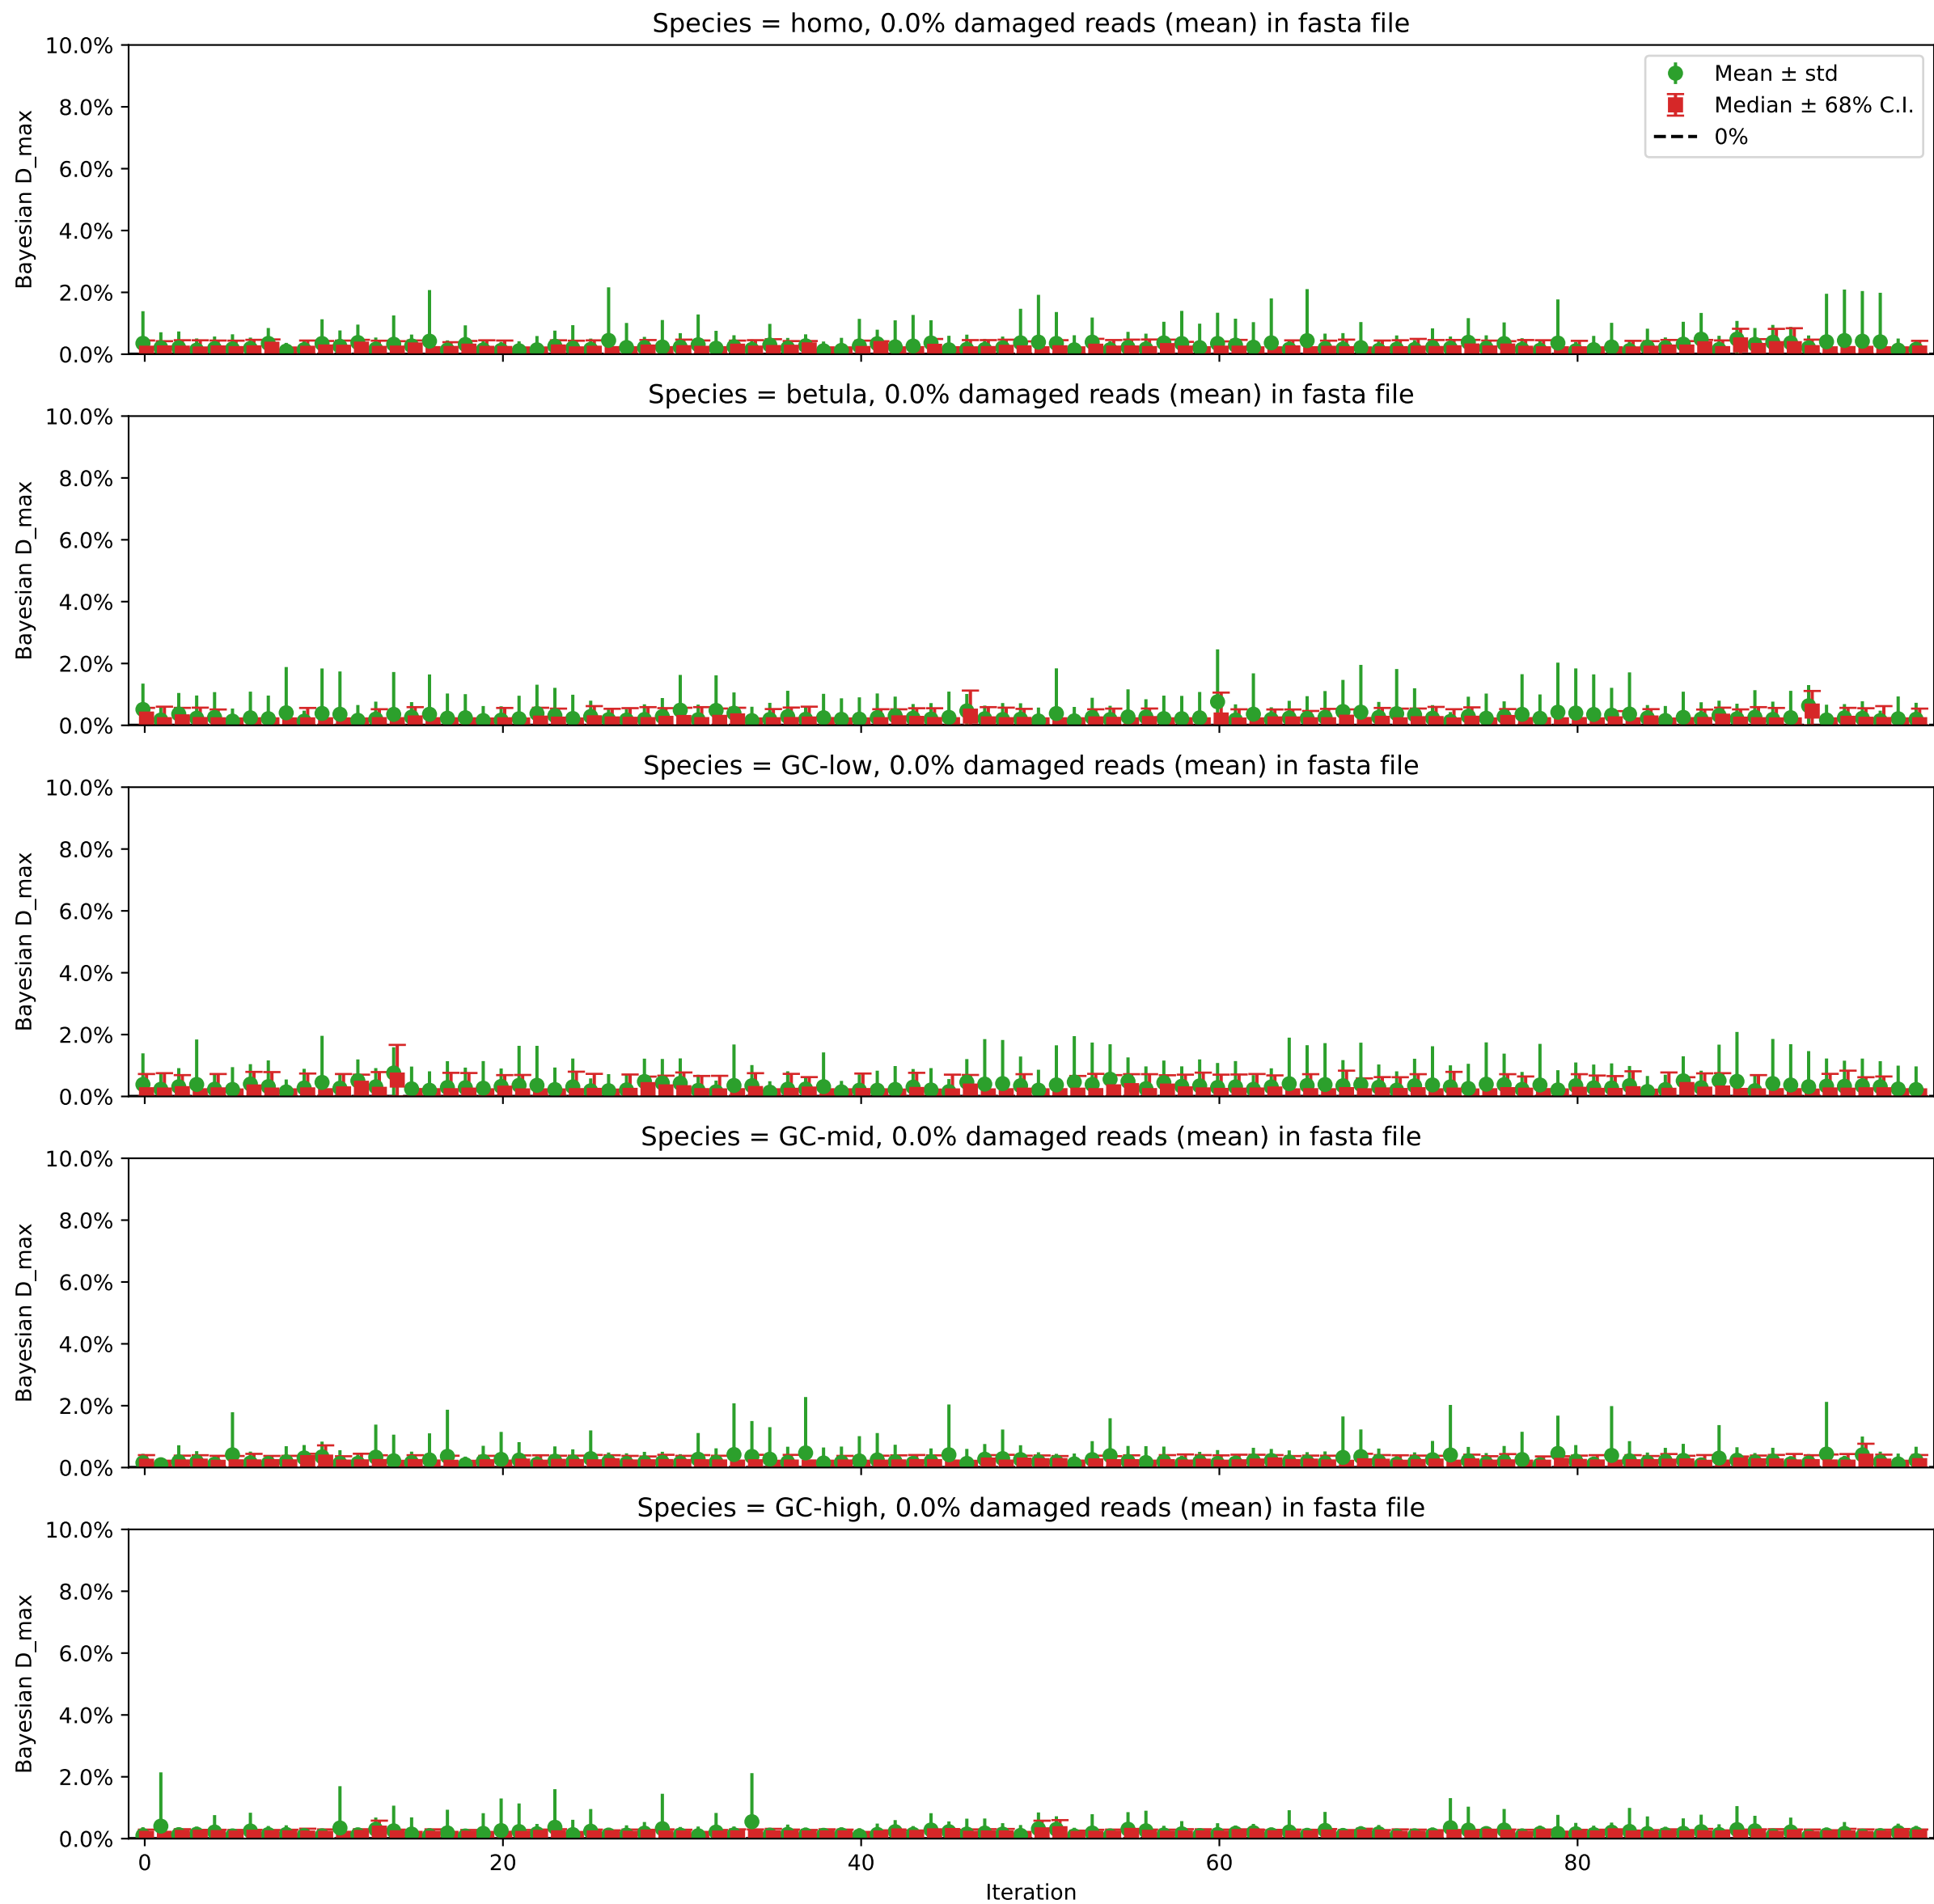 Species = homo, 0.0% damaged reads (mean) in fasta file
10.0%
8.0%
6.0%
4.0%
2.0%
0.0%
Bayesian D_max
Mean ± std
Median ± 68% C.I.
0%
Species = betula, 0.0% damaged reads (mean) in fasta file
10.0%
8.0%
6.0%
4.0%
2.0%
0.0%
Bayesian D_max
Species = GC-low, 0.0% damaged reads (mean) in fasta file
10.0%
8.0%
6.0%
4.0%
2.0%
0.0%
Bayesian D_max
Species = GC-mid, 0.0% damaged reads (mean) in fasta file
10.0%
8.0%
6.0%
4.0%
2.0%
0.0%
Bayesian D_max
Species = GC-high, 0.0% damaged reads (mean) in fasta file
10.0%
8.0%
6.0%
4.0%
2.0%
0.0%
Bayesian D_max
0 20 40 60 80
Iteration